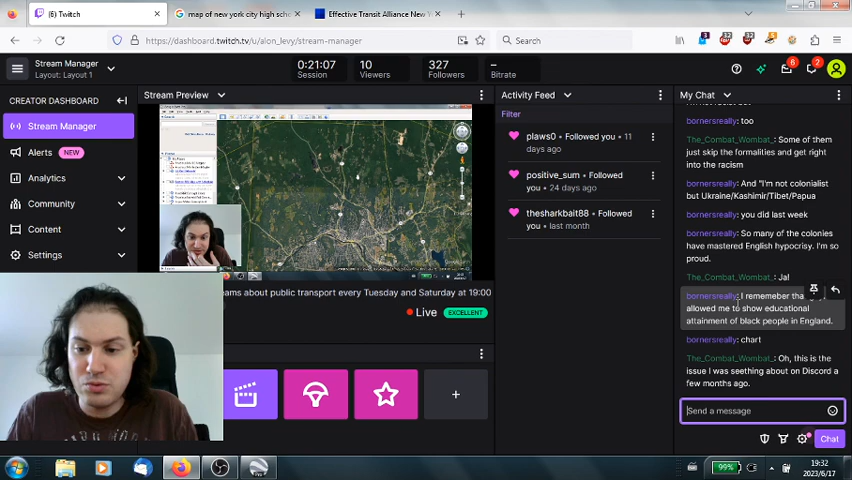 (6) Twitch
map of new york city high scho
Effective Transit Alliance New Y
https://dashboard.twitch.tv/u/alon_levy/stream-manager
Search
Stream Manager
Layout: Layout 1
0:21:07
Session
10
Viewers
327
Followers
–
Bitrate
6
2
CREATOR DASHBOARD
Stream Manager
Alerts NEW
Analytics
Community
Content
Settings
Stream Preview
ams about public transport every Tuesday and Saturday at 19:00
Live EXCELLENT
Activity Feed
Filter
plaws0 • Followed you • 11
days ago
positive_sum • Followed
you • 24 days ago
thesharkbait88 • Followed
you • last month
My Chat
bornersreally: too
The_Combat_Wombat_: Some of them
just skip the formalities and get right
into the racism
bornersreally: And "I'm not colonialist
but Ukraine/Kashimir/Tibet/Papua
bornersreally: you did last week
bornersreally: So many of the colonies
have mastered English hypocrisy. I'm so
proud.
The_Combat_Wombat_: Ja!
bornersreally: I rememeber tha
allowed me to show educational
attainment of black people in England.
bornersreally: chart
The_Combat_Wombat_: Oh, this is the
issue I was seething about on Discord a
few months ago.
Send a message
Chat
99%
19:32
2023/6/17